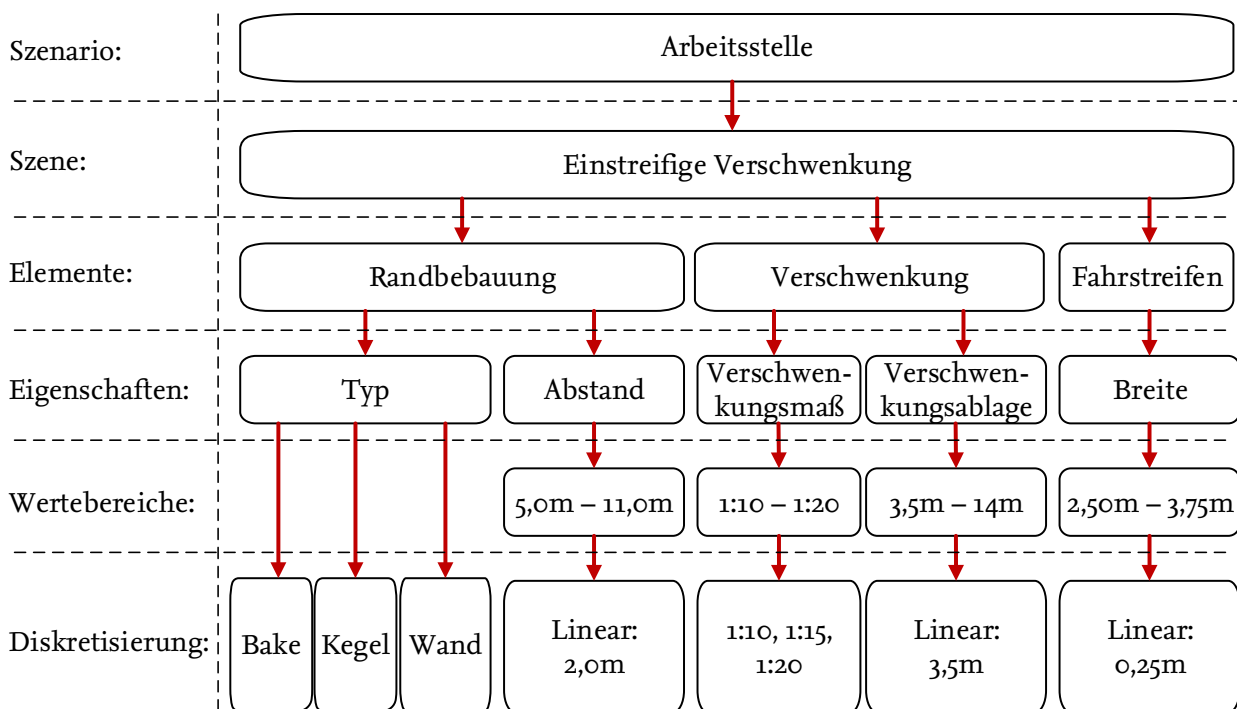 Szenario:
Arbeitsstelle
Szene:
Einstreifige Verschwenkung
Elemente:
Randbebauung
Verschwenkung
Fahrstreifen
Eigenschaften:
Typ
Abstand
Verschwen-
kungsmaß
Verschwen-
kungsablage
Breite
Wertebereiche:
5,0m – 11,0m
1:10 – 1:20
3,5m – 14m
2,50m – 3,75m
Diskretisierung:
Bake
Kegel
Wand
Linear:
2,0m
1:10, 1:15,
1:20
Linear:
3,5m
Linear:
0,25m